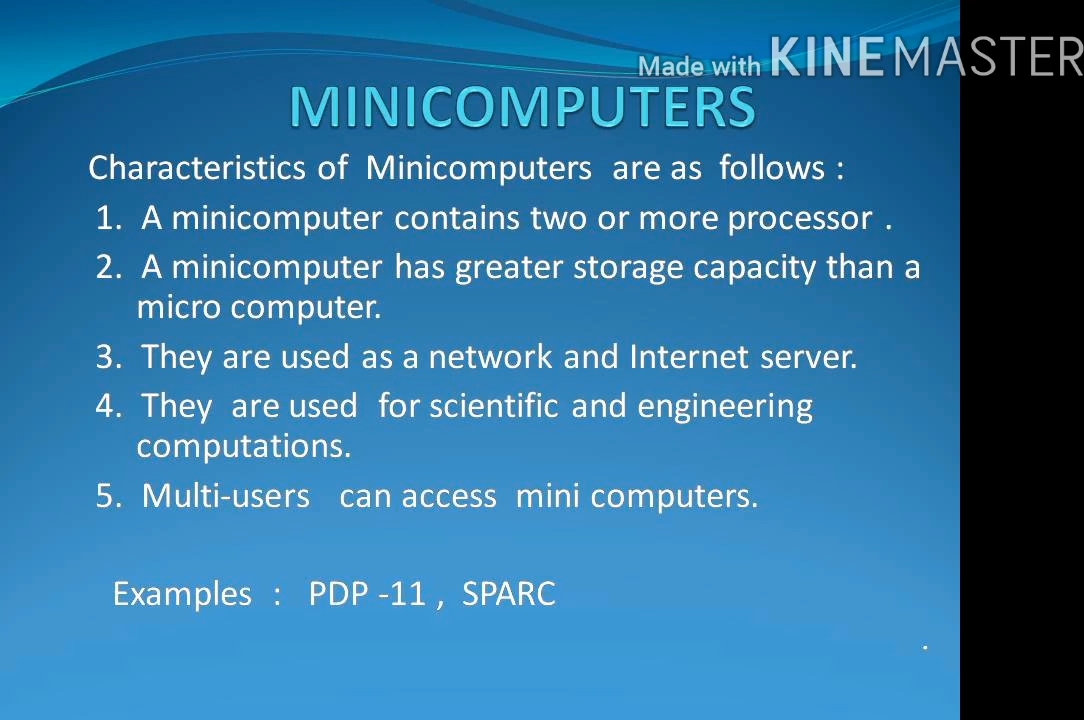 Made with KINEMASTER
MINICOMPUTERS
Characteristics of Minicomputers are as follows :
1. A minicomputer contains two or more processor .
2. A minicomputer has greater storage capacity than a
micro computer.
3. They are used as a network and Internet server.
4. They are used for scientific and engineering
computations.
5. Multi-users can access mini computers.
Examples : PDP -11 , SPARC
.